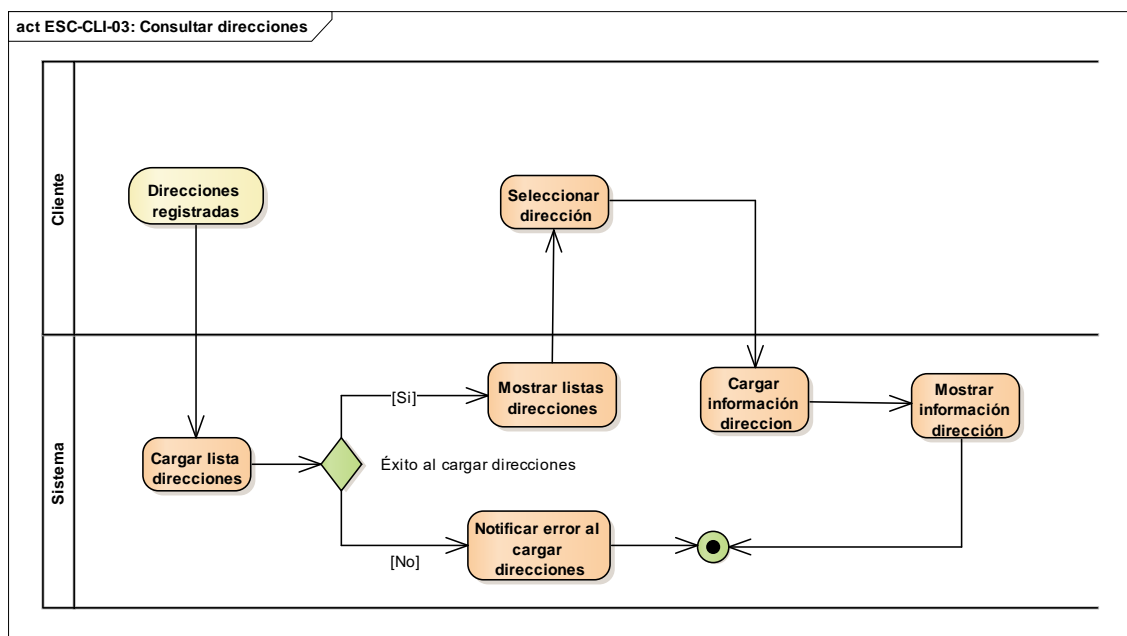 act ESC-CLI-03: Consultar direcciones
Cliente
Direcciones
registradas
Seleccionar
dirección
Sistema
Cargar lista
direcciones
Éxito al cargar direcciones
[Si]
Mostrar listas
direcciones
[No]
Notificar error al
cargar
direcciones
Cargar
información
direccion
Mostrar
información
dirección